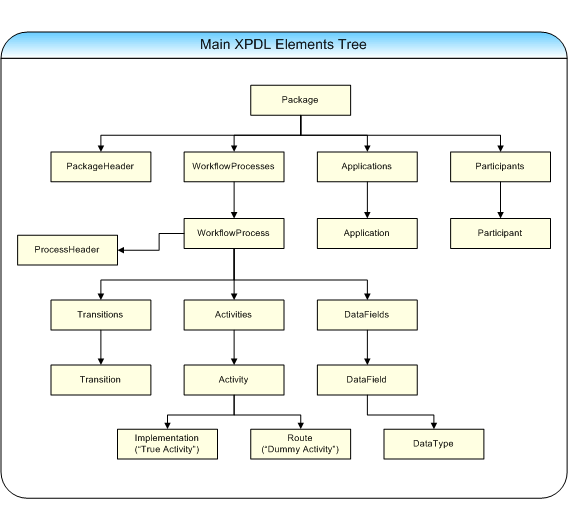 Main XPDL Elements Tree
Package
PackageHeader
WorkflowProcesses
Applications
Participants
WorkflowProcess
Application
Participant
ProcessHeader
Transitions
Activities
DataFields
Transition
Activity
DataField
Implementation
("True Activity")
Route
("Dummy Activity")
DataType